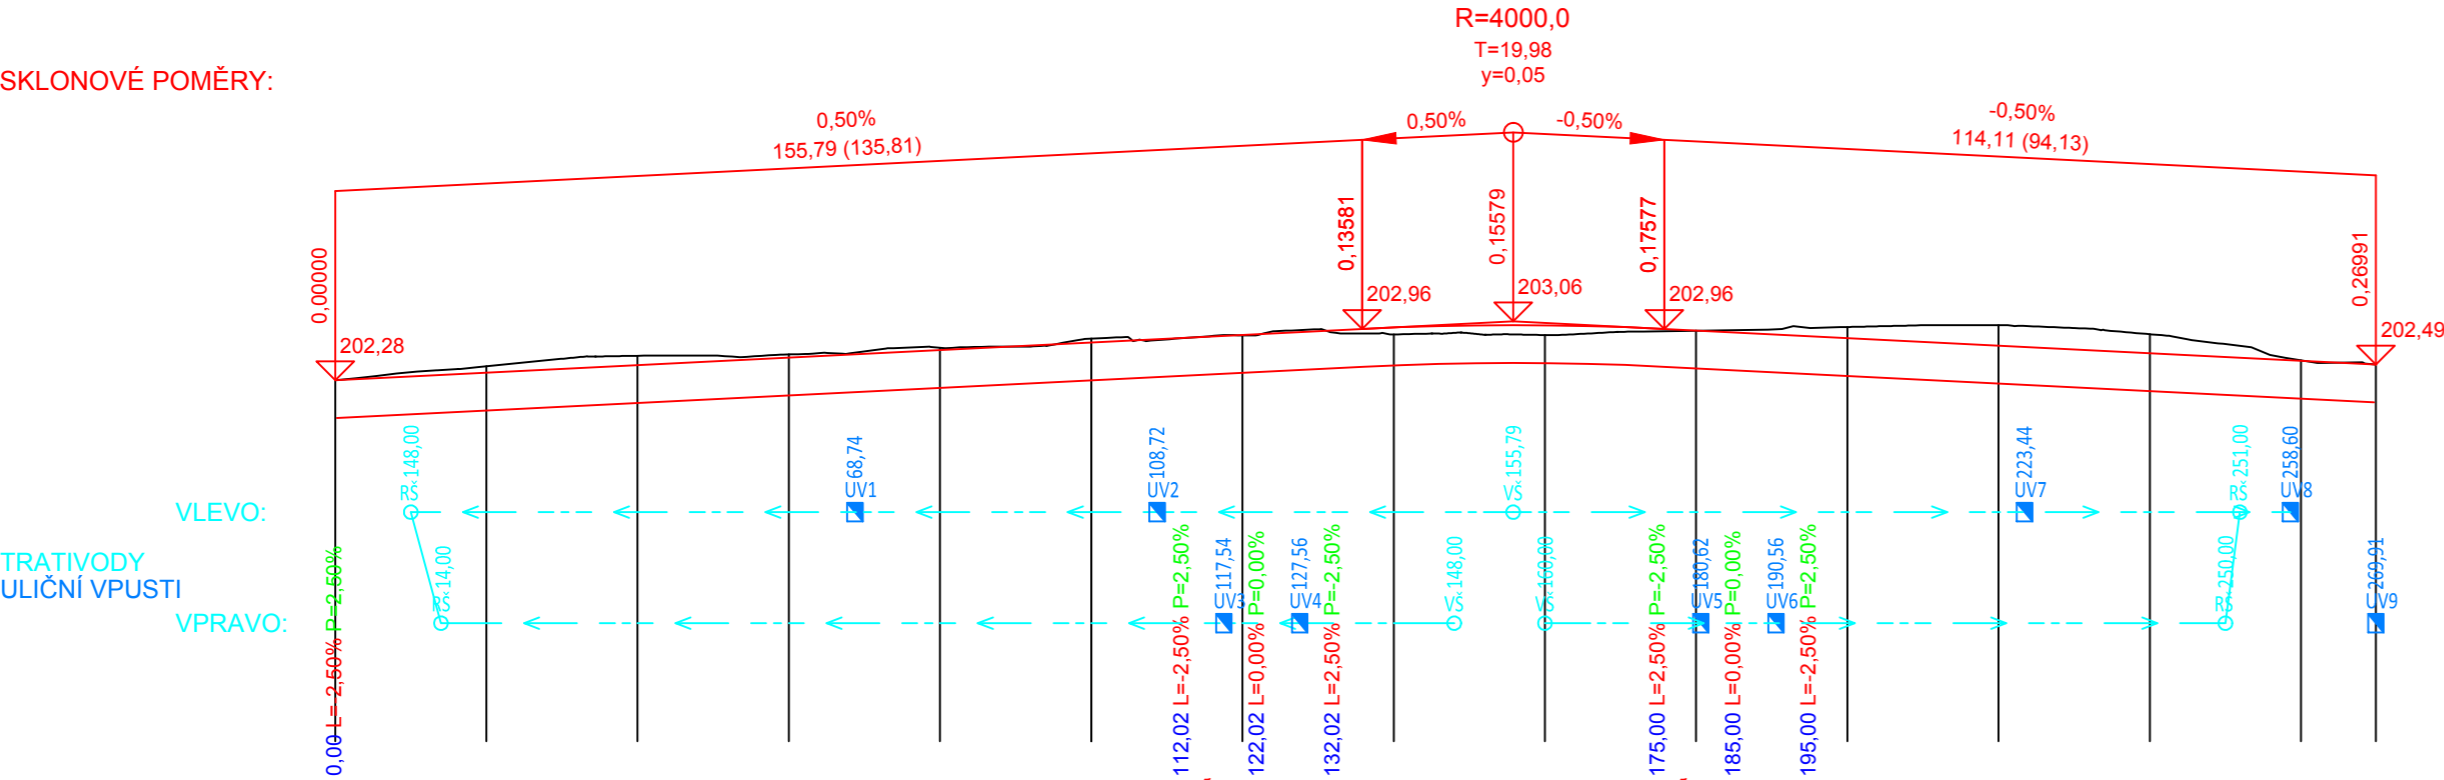 R=4000,0
T=19,98
y=0,05
SKLONOVÉ POMĚRY:
0,50%
155,79 (135,81)
0,50%
-0,50%
-0,50%
114,11 (94,13)
0,00000
0,13581
0,15579
0,17577
0,26991
202,28
202,96
203,06
202,96
202,49
VLEVO:
RŠ 148,00
UV1 68,74
UV2 108,72
VŠ 155,79
UV7 223,44
RŠ 251,00
UV8 258,60
TRATIVODY
ULIČNÍ VPUSTI
VPRAVO:
RŠ 14,00
UV3 117,54
UV4 127,56
VŠ 148,00
VŠ 160,00
UV5 180,62
UV6 190,56
RŠ 250,00
UV9 269,91
0,00 L=-2,50% P=2,50%
112,02 L=-2,50% P=2,50%
122,02 L=0,00% P=0,00%
132,02 L=2,50% P=-2,50%
175,00 L=2,50% P=-2,50%
185,00 L=0,00% P=0,00%
195,00 L=-2,50% P=2,50%